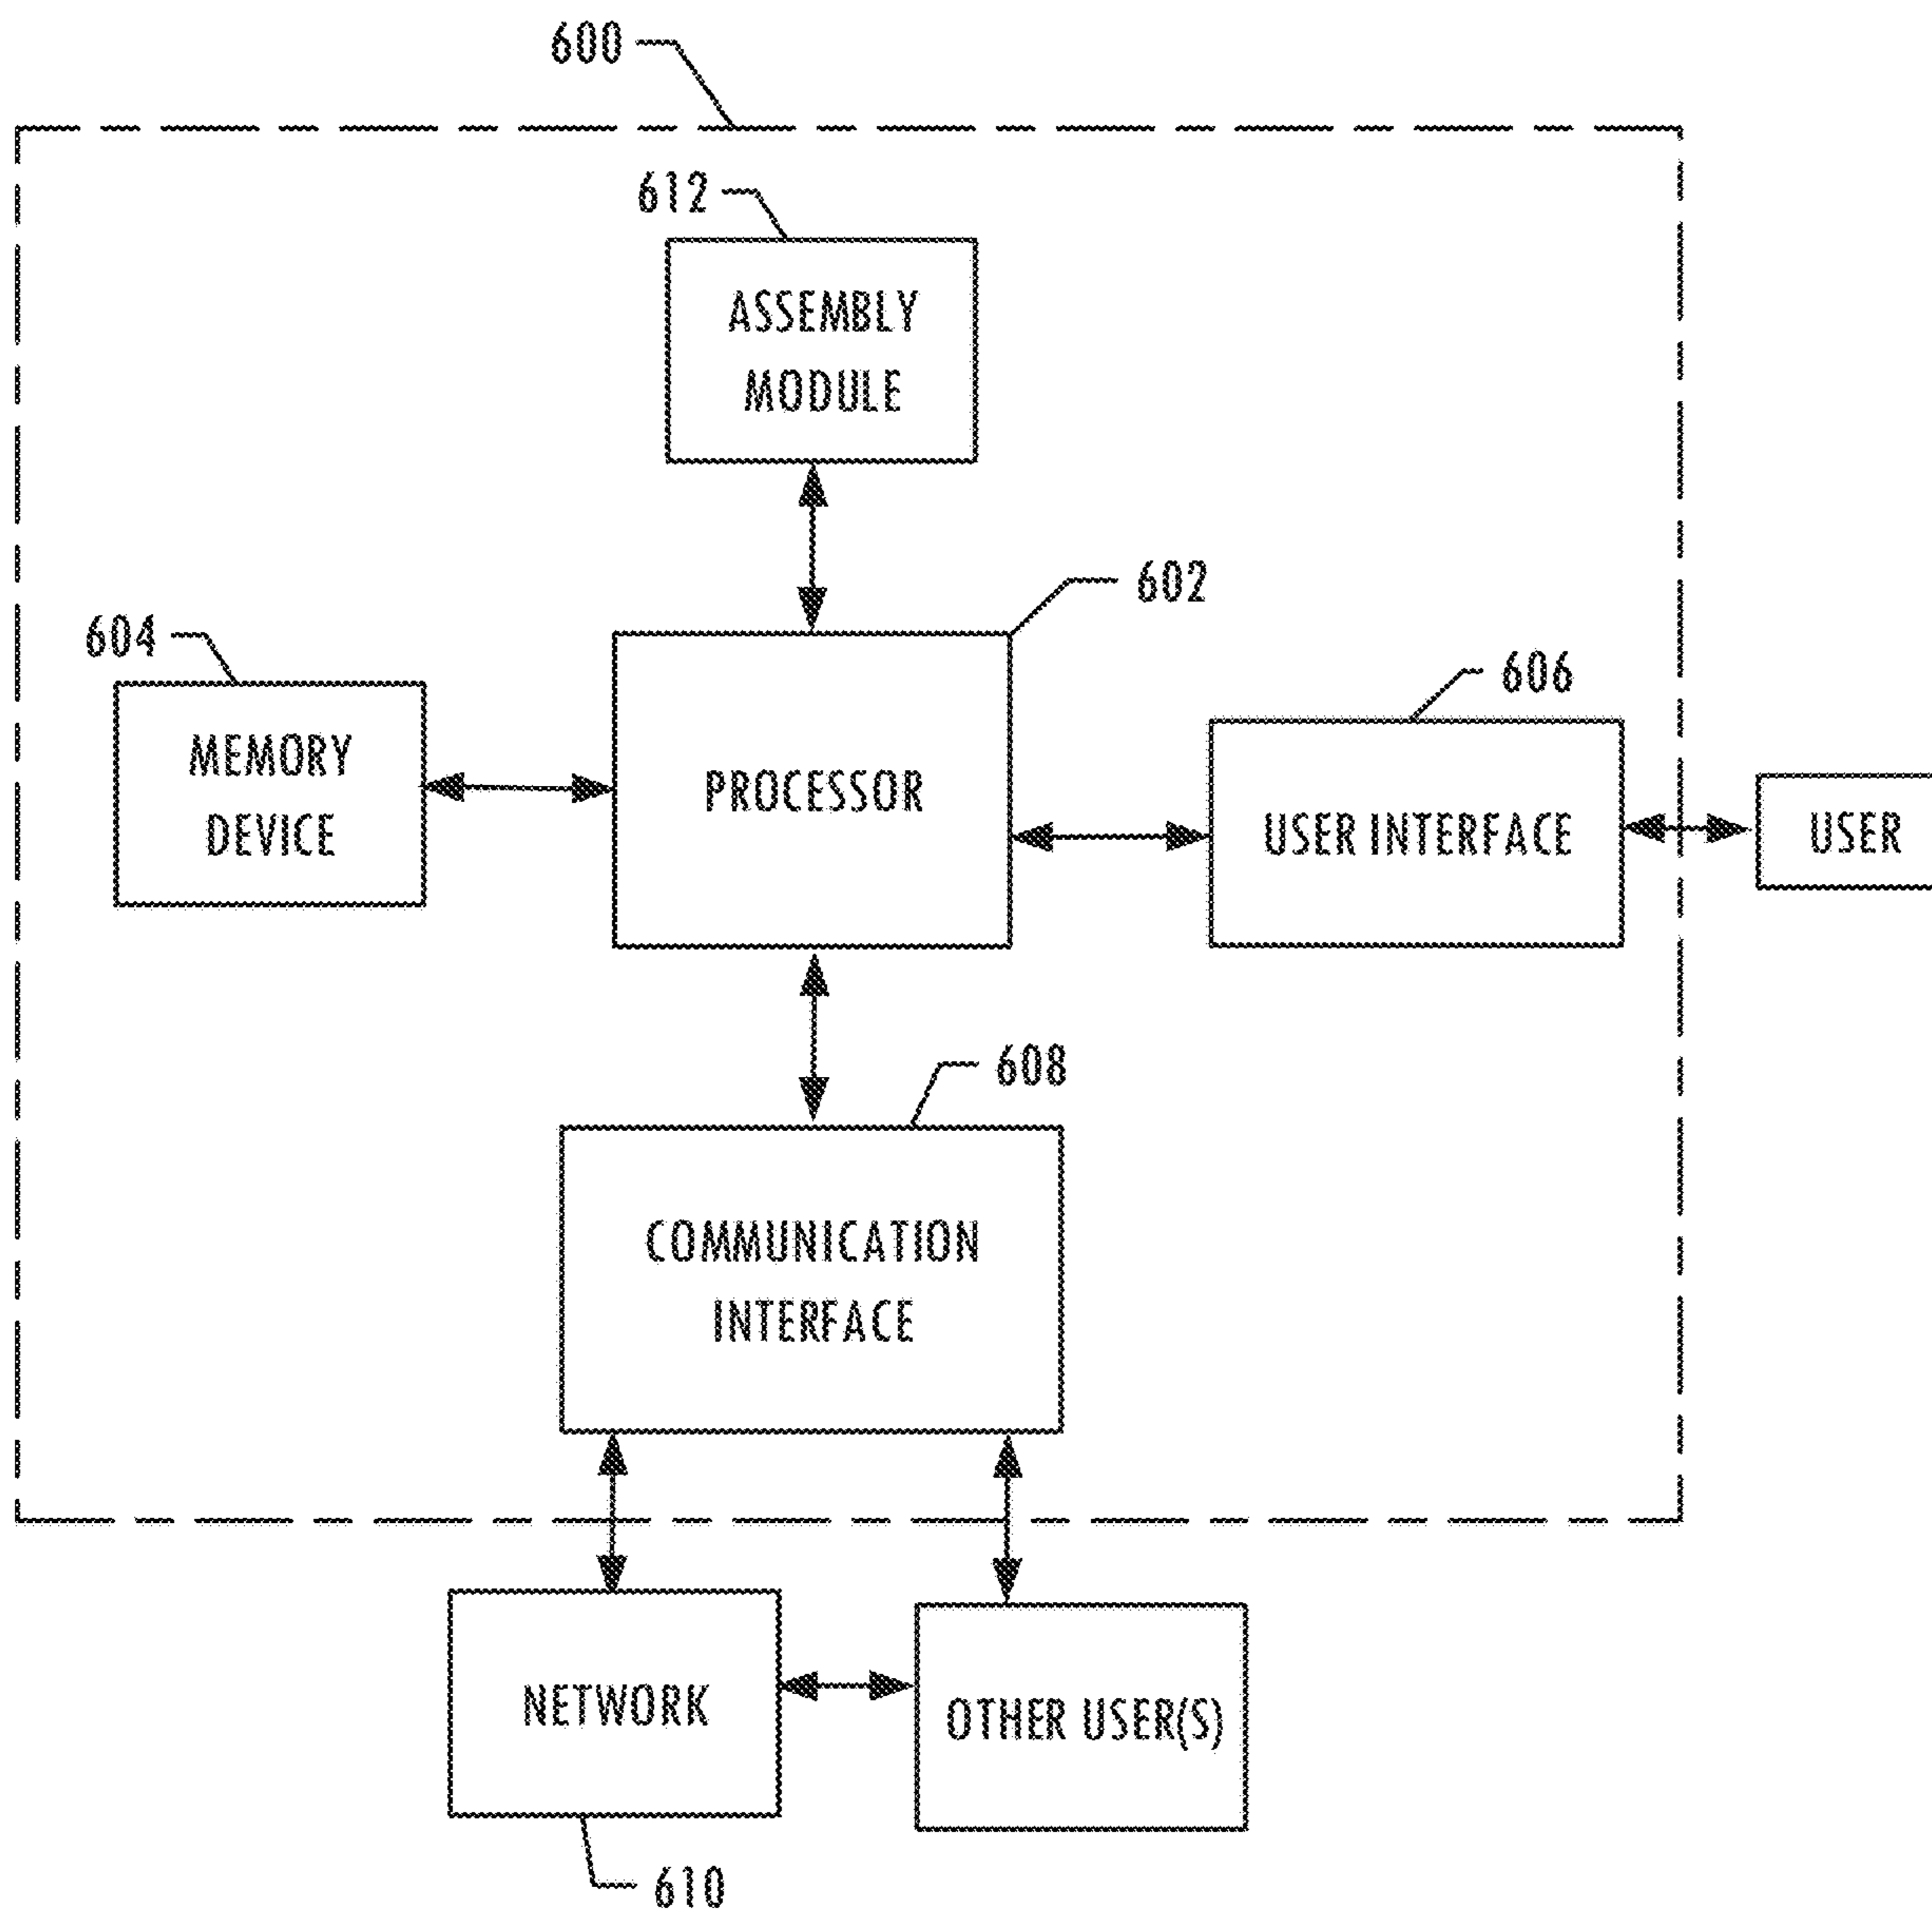 600
612
ASSEMBLY
MODULE
602
604
606
MEMORY
DEVICE
PROCESSOR
USER INTERFACE
USER
608
COMMUNICATION
INTERFACE
NETWORK
OTHER USER(S)
610